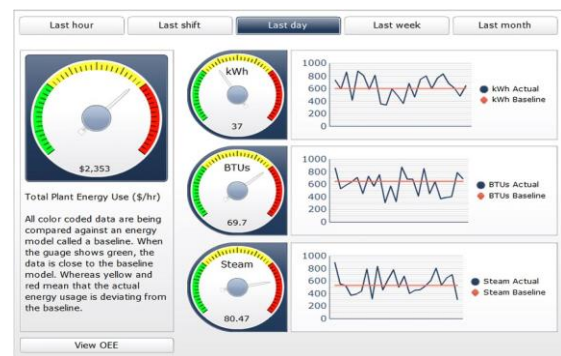 Last hour
Last shift
Last day
Last week
Last month
$2,353
Total Plant Energy Use ($/hr)
All color coded data are being
compared against an energy
model called a baseline. When
the guage shows green, the
data is close to the baseline
model. Whereas yellow and
red mean that the actual
energy usage is deviating from
the baseline.
View OEE
kWh
37
1000
800
600
400
200
0
kWh Actual
kWh Baseline
BTUs
69.7
1000
800
600
400
200
0
BTUs Actual
BTUs Baseline
Steam
80.47
1000
800
600
400
200
0
Steam Actual
Steam Baseline